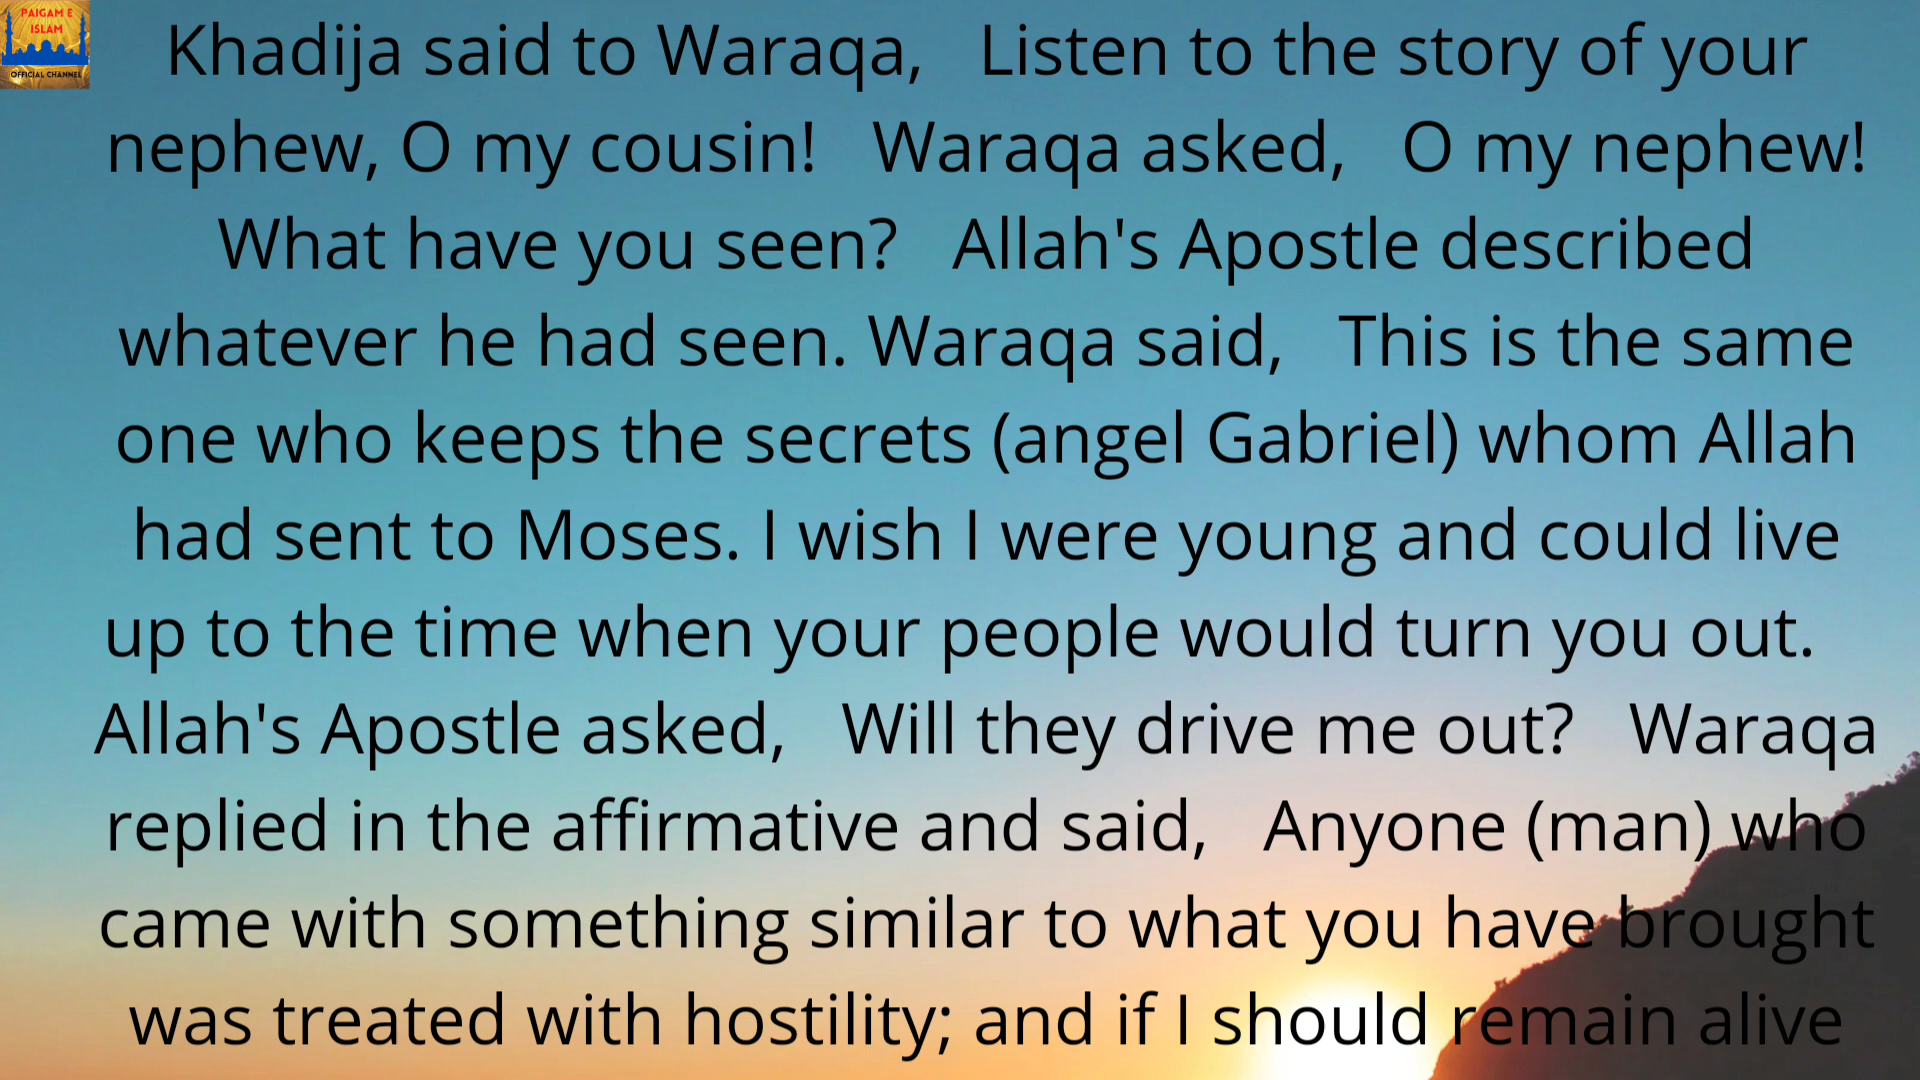 PAIGAM E
ISLAM
OFFICIAL CHANNEL
Khadija said to Waraqa,   Listen to the story of your
nephew, O my cousin!   Waraqa asked,   O my nephew!
What have you seen?   Allah's Apostle described
whatever he had seen. Waraqa said,   This is the same
one who keeps the secrets (angel Gabriel) whom Allah
had sent to Moses. I wish I were young and could live
up to the time when your people would turn you out.
Allah's Apostle asked,   Will they drive me out?   Waraqa
replied in the affirmative and said,   Anyone (man) who
came with something similar to what you have brought
was treated with hostility; and if I should remain alive